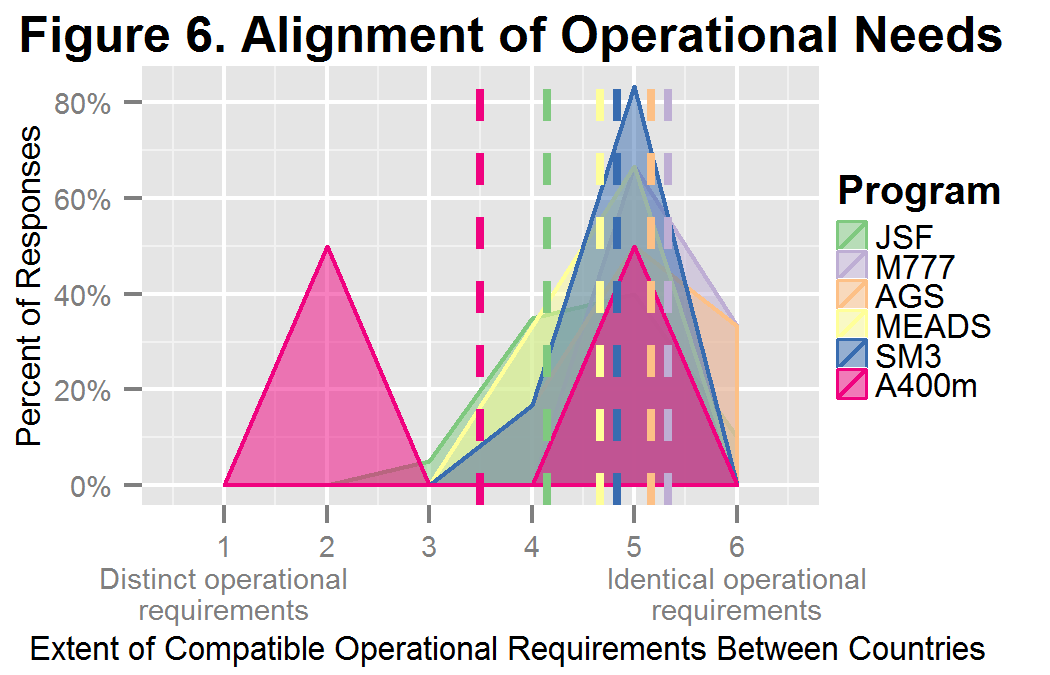 Figure 6. Alignment of Operational Needs
Percent of Responses
80%
60%
40%
20%
0%
1 2 3 4 5 6
Distinct operational
requirements
Identical operational
requirements
Extent of Compatible Operational Requirements Between Countries
Program
JSF
M777
AGS
MEADS
SM3
A400m